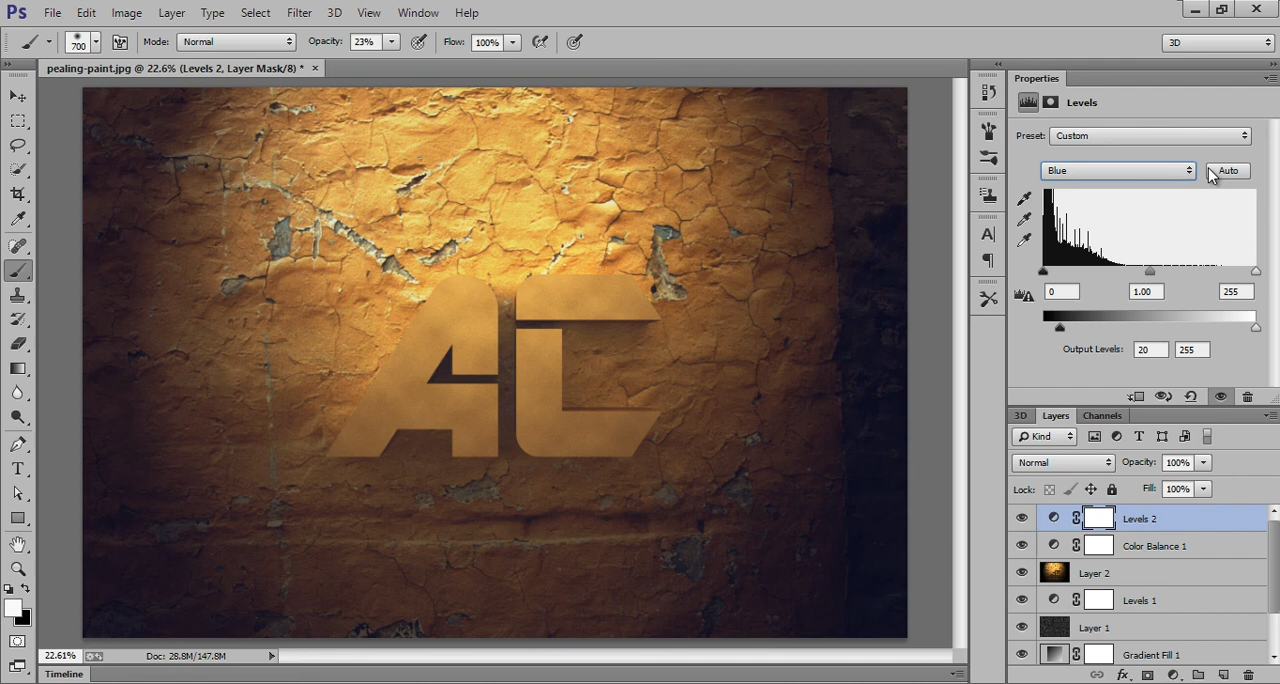 Ps File Edit Image Layer Type Select Filter 3D View Window Help
700 Mode: Normal Opacity: 23% Flow: 100% 3D
pealing-paint.jpg @ 22.6% (Levels 2, Layer Mask/8) * ×
Properties
Levels
Preset: Custom
Blue Auto
0 1.00 255
Output Levels: 20 255
AC
3D Layers Channels
Kind
Normal Opacity: 100%
Lock: Fill: 100%
Levels 2
Color Balance 1
Layer 2
Levels 1
Layer 1
Gradient Fill 1
22.61% Doc: 28.8M/147.8M
Timeline
fx